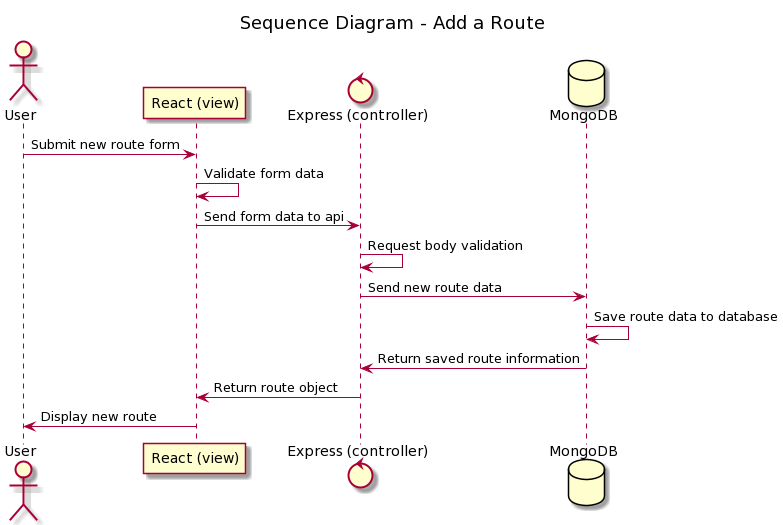 Sequence Diagram - Add a Route
User
React (view)
Express (controller)
MongoDB
Submit new route form
Validate form data
Send form data to api
Request body validation
Send new route data
Save route data to database
Return saved route information
Return route object
Display new route
User
React (view)
Express (controller)
MongoDB